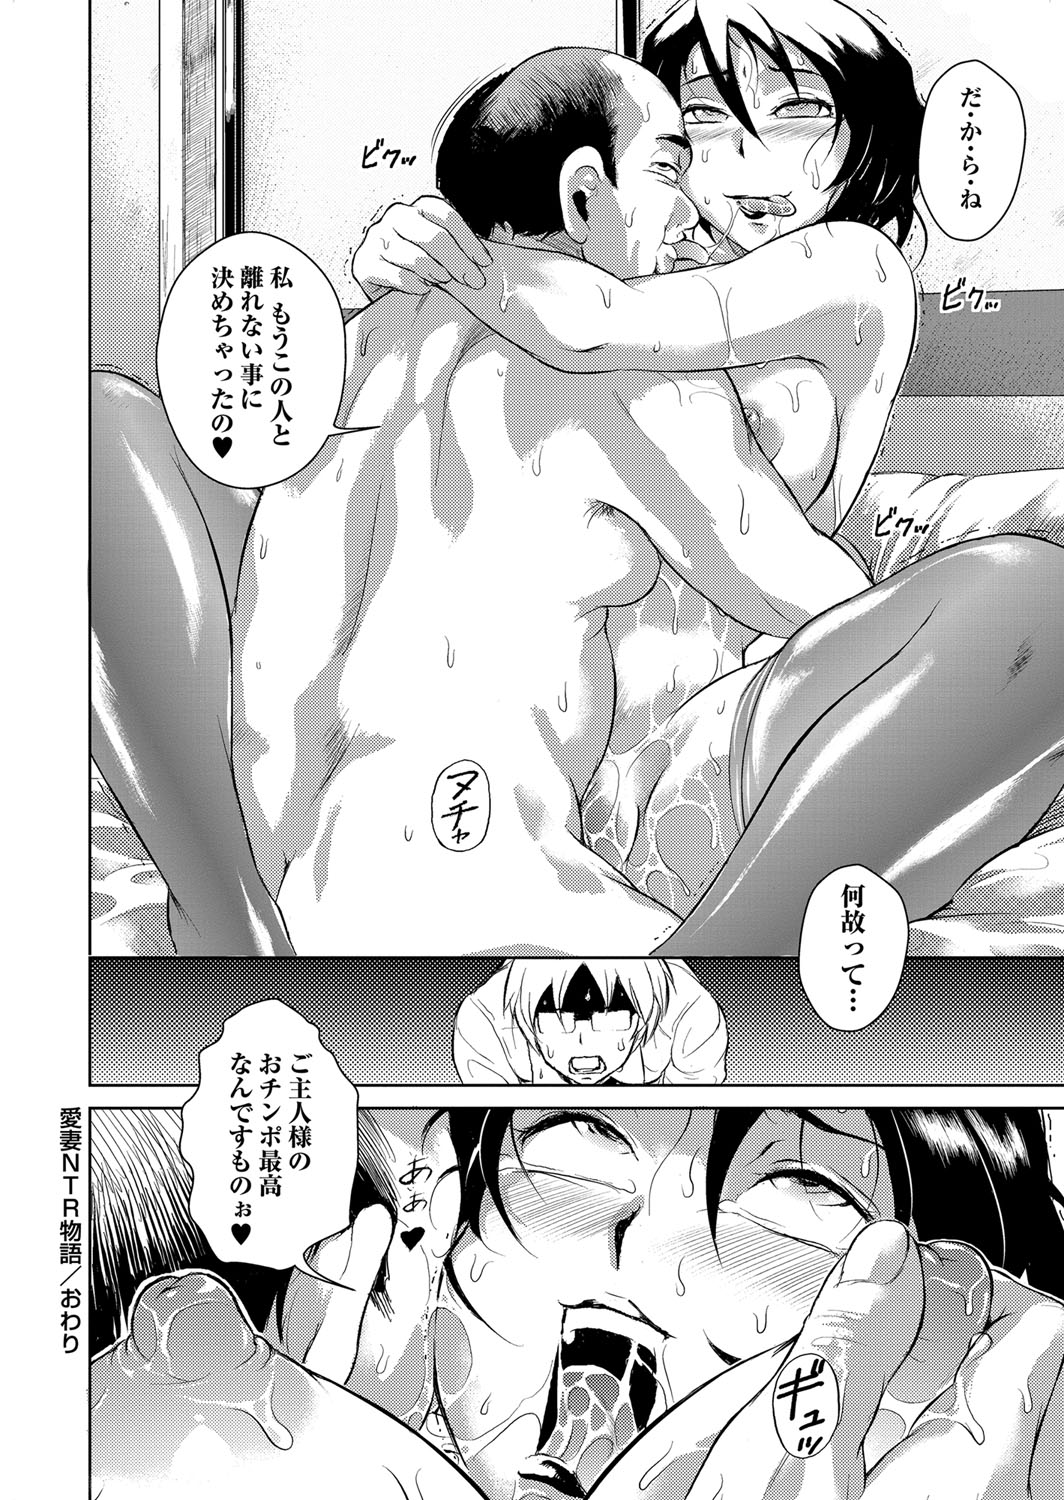 だ・か・ら・ね
ビクッ
ビクッ
ビクッ
私 もうこの人と
離れない事に
決めちゃったの♥
ヌチャ
何故って…
ご主人様の
おチンポ最高
なんですものぉ♥
あぁ♥
ギュッ
愛妻NTR物語／おわり